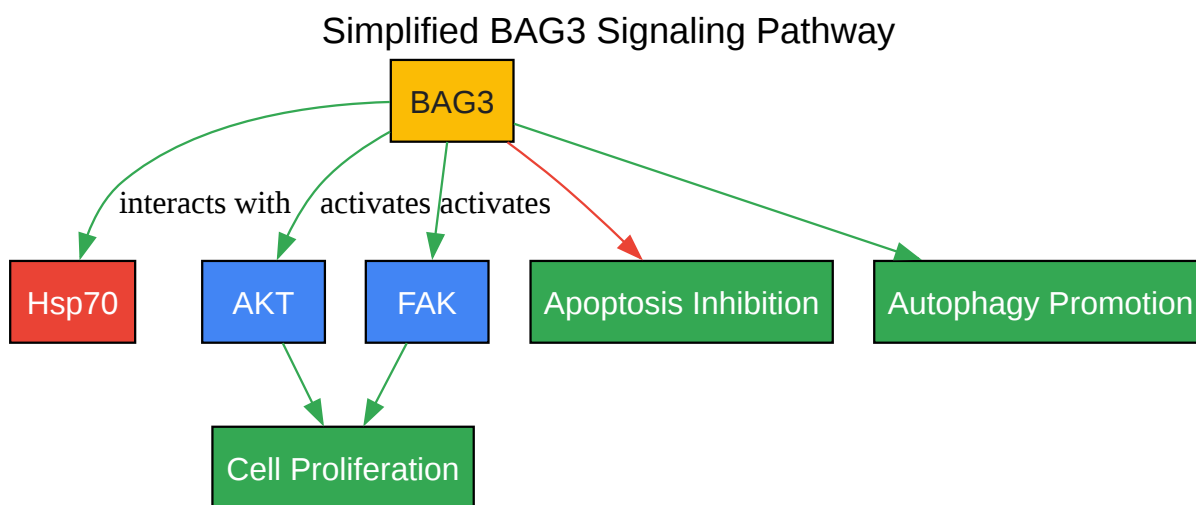 Simplified BAG3 Signaling Pathway
BAG3
interacts with
activates
activates
Hsp70
AKT
FAK
Apoptosis Inhibition
Autophagy Promotion
Cell Proliferation